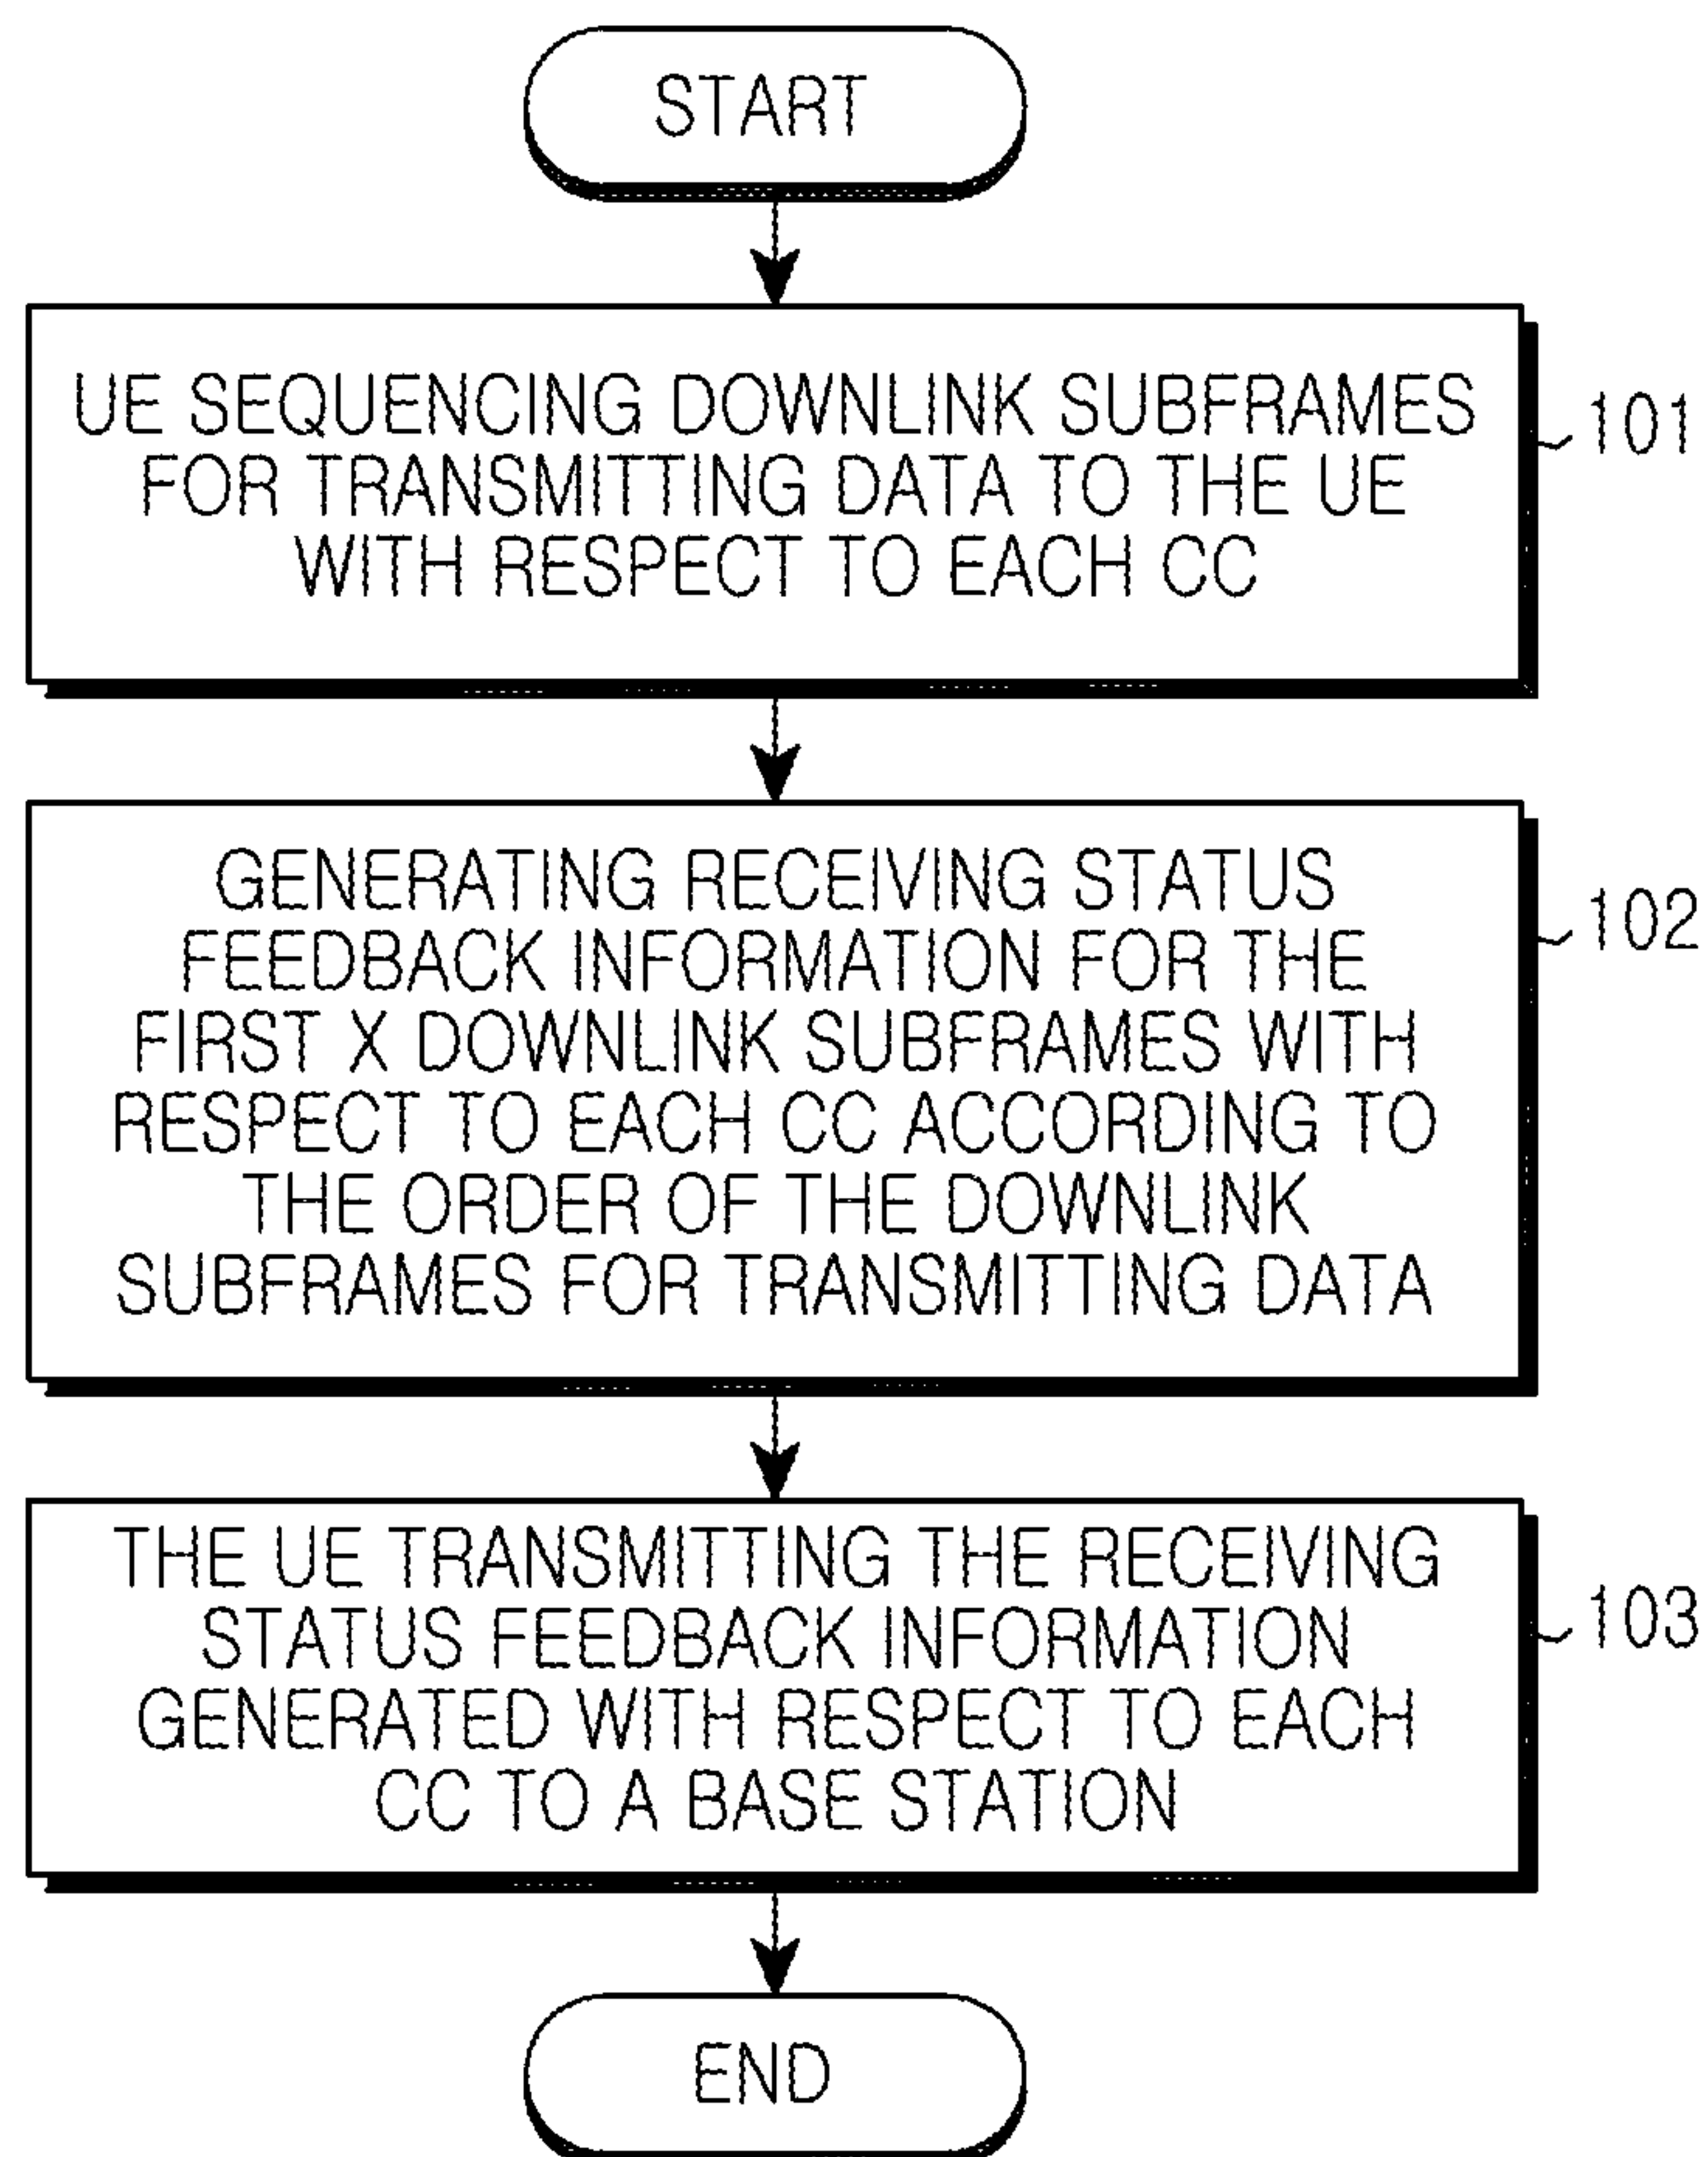 START
UE SEQUENCING DOWNLINK SUBFRAMES
FOR TRANSMITTING DATA TO THE UE
WITH RESPECT TO EACH CC
101
GENERATING RECEIVING STATUS
FEEDBACK INFORMATION FOR THE
FIRST X DOWNLINK SUBFRAMES WITH
RESPECT TO EACH CC ACCORDING TO
THE ORDER OF THE DOWNLINK
SUBFRAMES FOR TRANSMITTING DATA
102
THE UE TRANSMITTING THE RECEIVING
STATUS FEEDBACK INFORMATION
GENERATED WITH RESPECT TO EACH
CC TO A BASE STATION
103
END